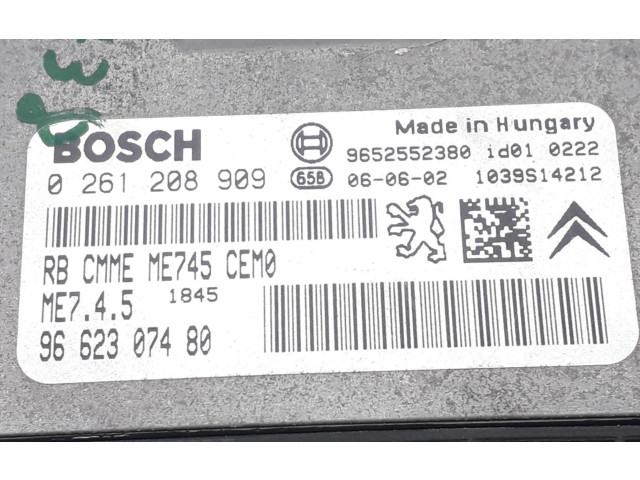 BOSCH
Made in Hungary
9652552380 1d01 0222
0 261 208 909
65B
06-06-02 1039S14212
RB CMME ME745 CEM0
ME7.4.5 1845
96 623 074 80